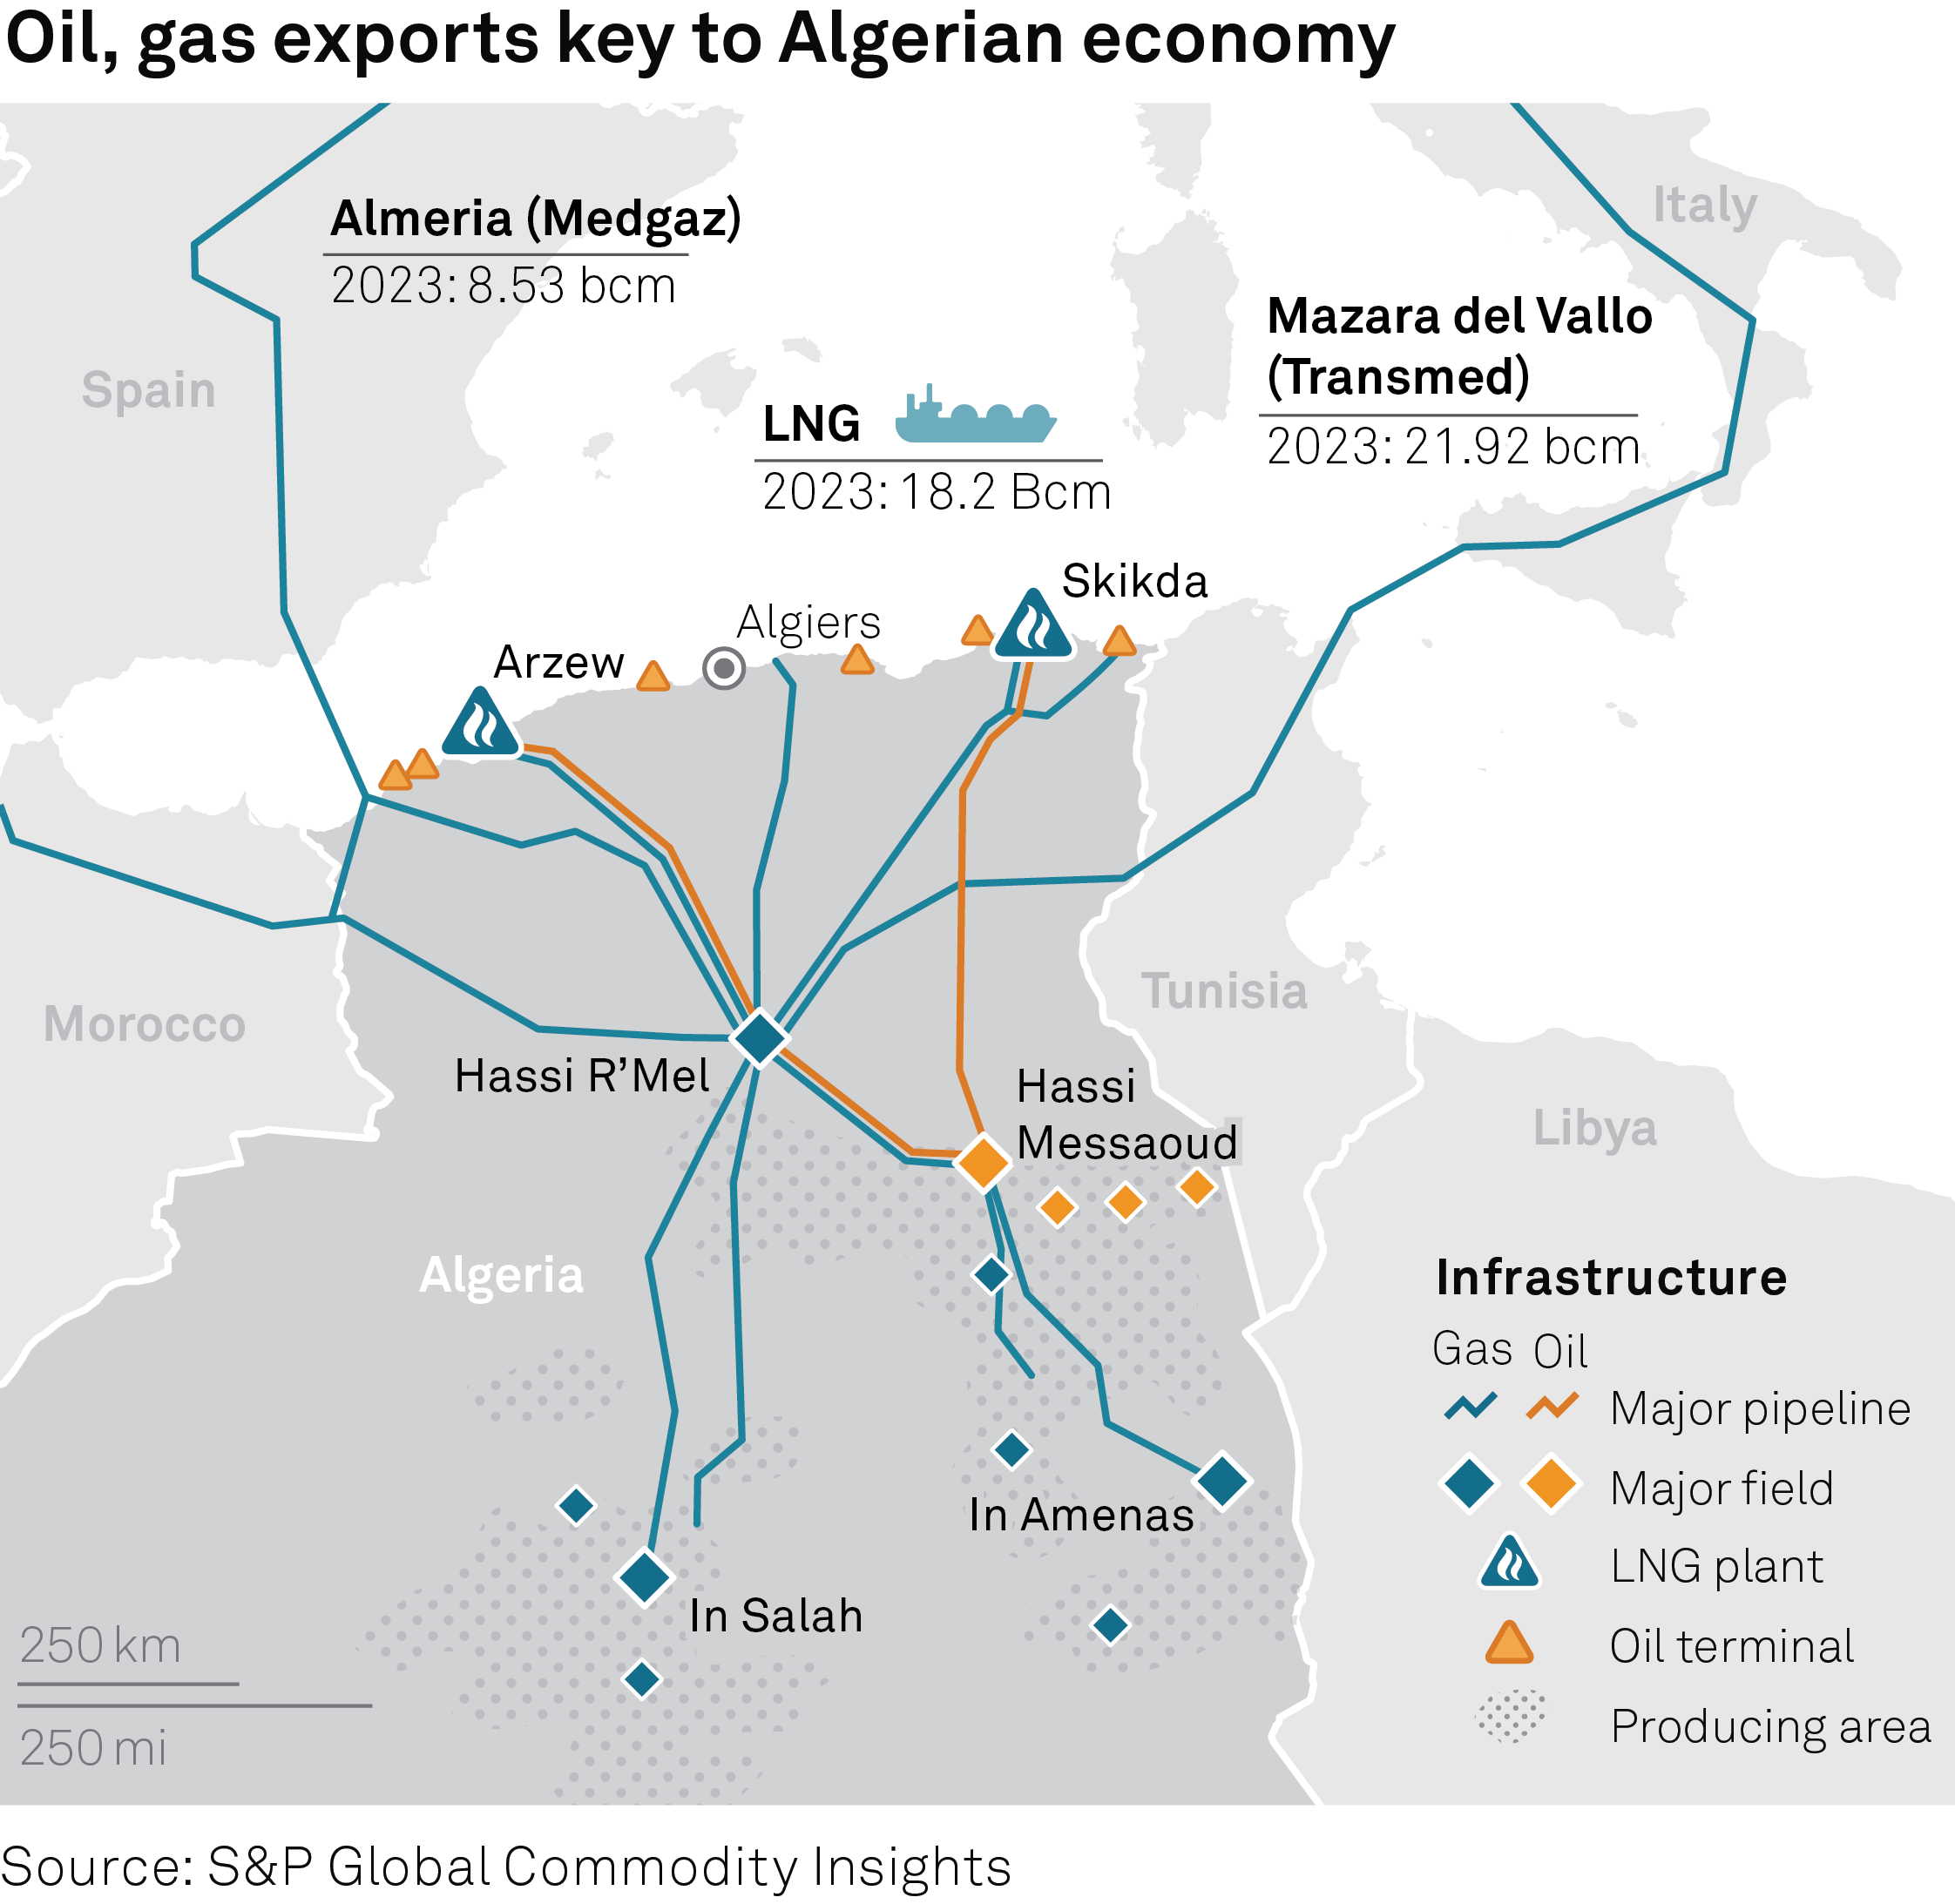 Oil, gas exports key to Algerian economy
Almeria (Medgaz)
2023: 8.53 bcm
Italy
Mazara del Vallo
(Transmed)
2023: 21.92 bcm
Spain
LNG
2023: 18.2 Bcm
Skikda
Algiers
Arzew
Tunisia
Morocco
Hassi R’Mel
Hassi
Messaoud
Libya
Algeria
In Amenas
In Salah
Infrastructure
Gas Oil
Major pipeline
Major field
LNG plant
Oil terminal
Producing area
250 km
250 mi
Source: S&P Global Commodity Insights